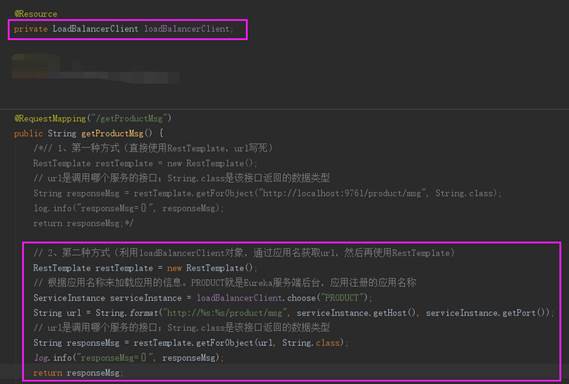 @Resource
private LoadBalancerClient loadBalancerClient;
@RequestMapping("/getProductMsg")
public String getProductMsg() {
/*// 1、第一种方式（直接使用RestTemplate，url写死）
RestTemplate restTemplate = new RestTemplate();
// url是调用哪个服务的接口；String.class是该接口返回的数据类型
String responseMsg = restTemplate.getForObject("http://localhost:9761/product/msg", String.class);
log.info("responseMsg={}", responseMsg);
return responseMsg;*/
// 2、第二种方式（利用loadBalancerClient对象，通过应用名获取url，然后再使用RestTemplate）
RestTemplate restTemplate = new RestTemplate();
// 根据应用名称来加载应用的信息。PRODUCT就是Eureka服务端后台，应用注册的应用名称
ServiceInstance serviceInstance = loadBalancerClient.choose("PRODUCT");
String url = String.format("http://%s:%s/product/msg", serviceInstance.getHost(), serviceInstance.getPort());
// url是调用哪个服务的接口；String.class是该接口返回的数据类型
String responseMsg = restTemplate.getForObject(url, String.class);
log.info("responseMsg={}", responseMsg);
return responseMsg;